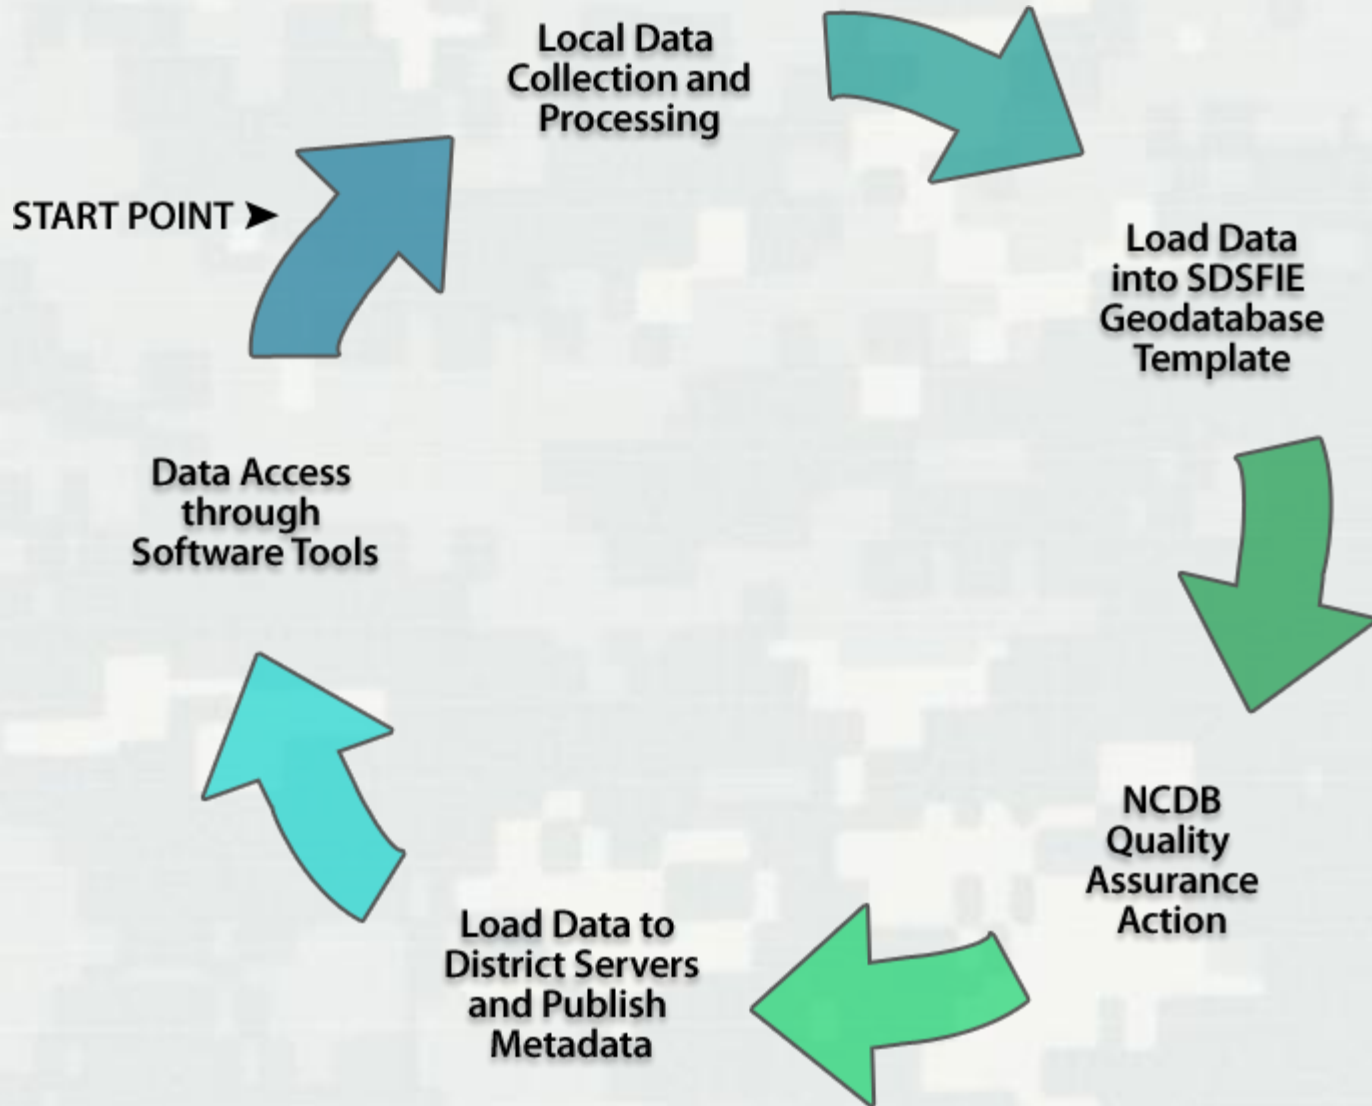 START POINT ➤
Local Data
Collection and
Processing
Load Data
into SDSFIE
Geodatabase
Template
NCDB
Quality
Assurance
Action
Load Data to
District Servers
and Publish
Metadata
Data Access
through
Software Tools